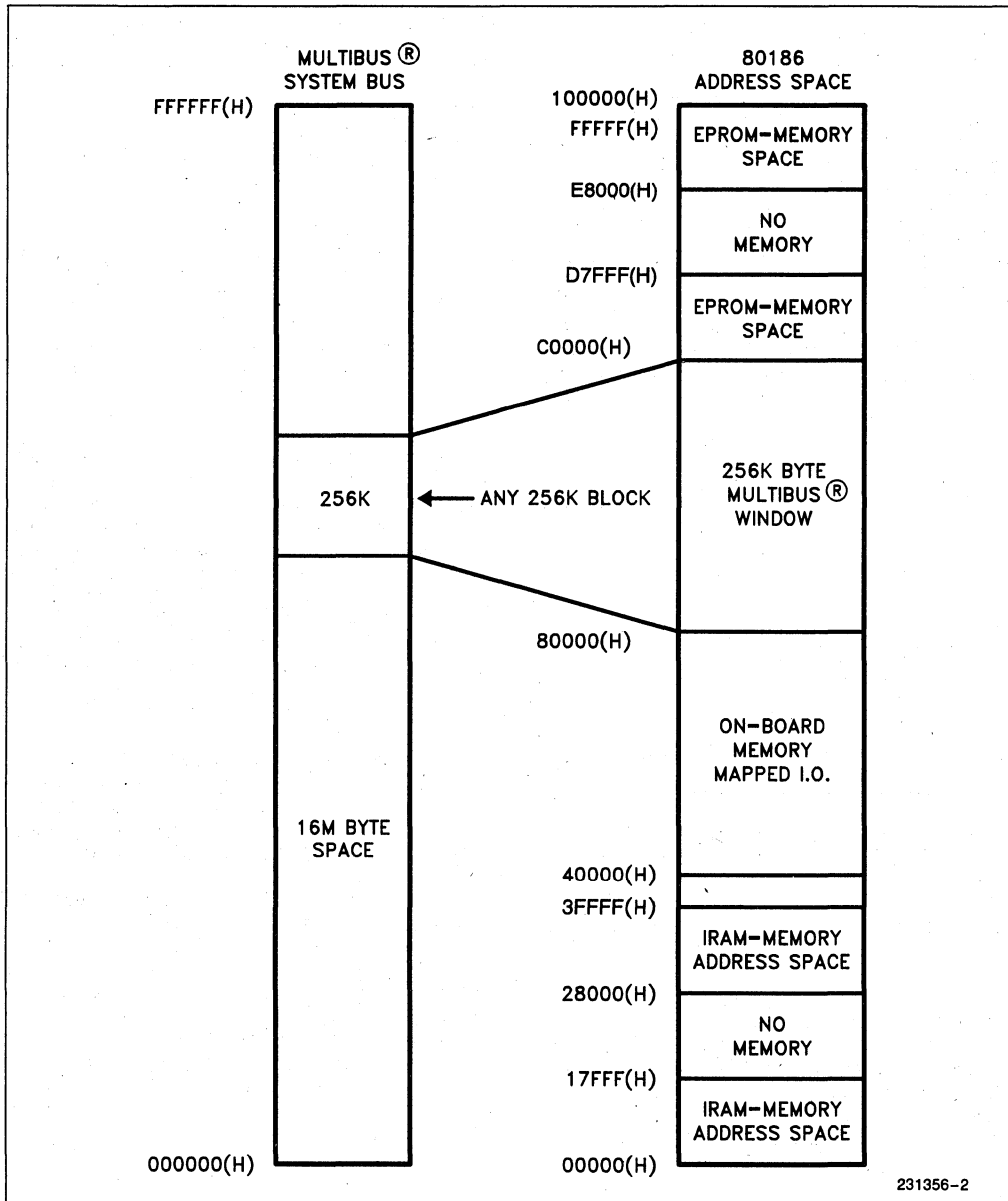 MULTIBUS ®
SYSTEM BUS
FFFFFF(H)
256K
ANY 256K BLOCK
16M BYTE
SPACE
000000(H)
80186
ADDRESS SPACE
100000(H)
FFFFF(H)
EPROM-MEMORY
SPACE
E8000(H)
NO
MEMORY
D7FFF(H)
EPROM-MEMORY
SPACE
C0000(H)
256K BYTE
MULTIBUS ®
WINDOW
80000(H)
ON-BOARD
MEMORY
MAPPED I.O.
40000(H)
3FFFF(H)
IRAM-MEMORY
ADDRESS SPACE
28000(H)
NO
MEMORY
17FFF(H)
IRAM-MEMORY
ADDRESS SPACE
00000(H)
231356-2